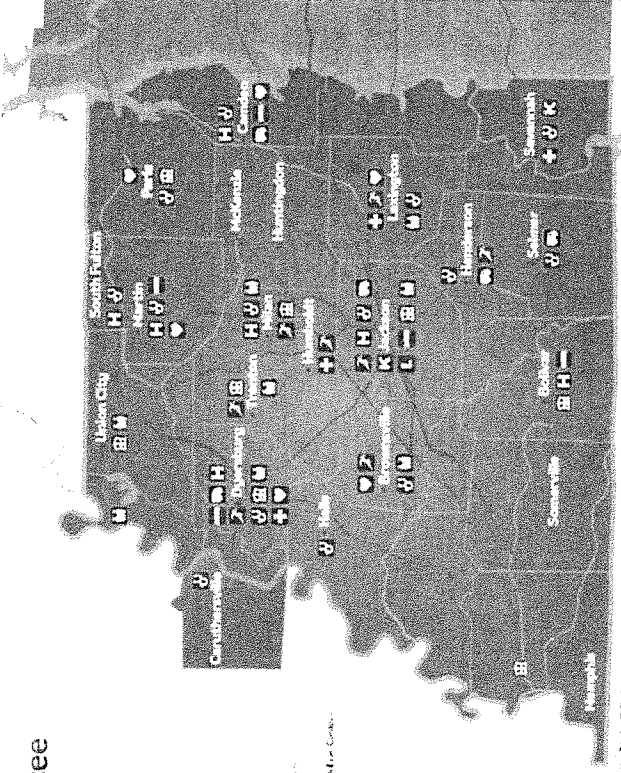 ee
Union City
South Fulton
H
Martin
H
Paris
Caruthersville
H
Dyersburg
McKenzie
H
Camden
Trenton
H
Milan
Huntingdon
Humboldt
Halls
Brownsville
H
K Jackson
L
Lexington
Henderson
Savannah
K
Selmer
Bolivar
H
Somerville
Memphis